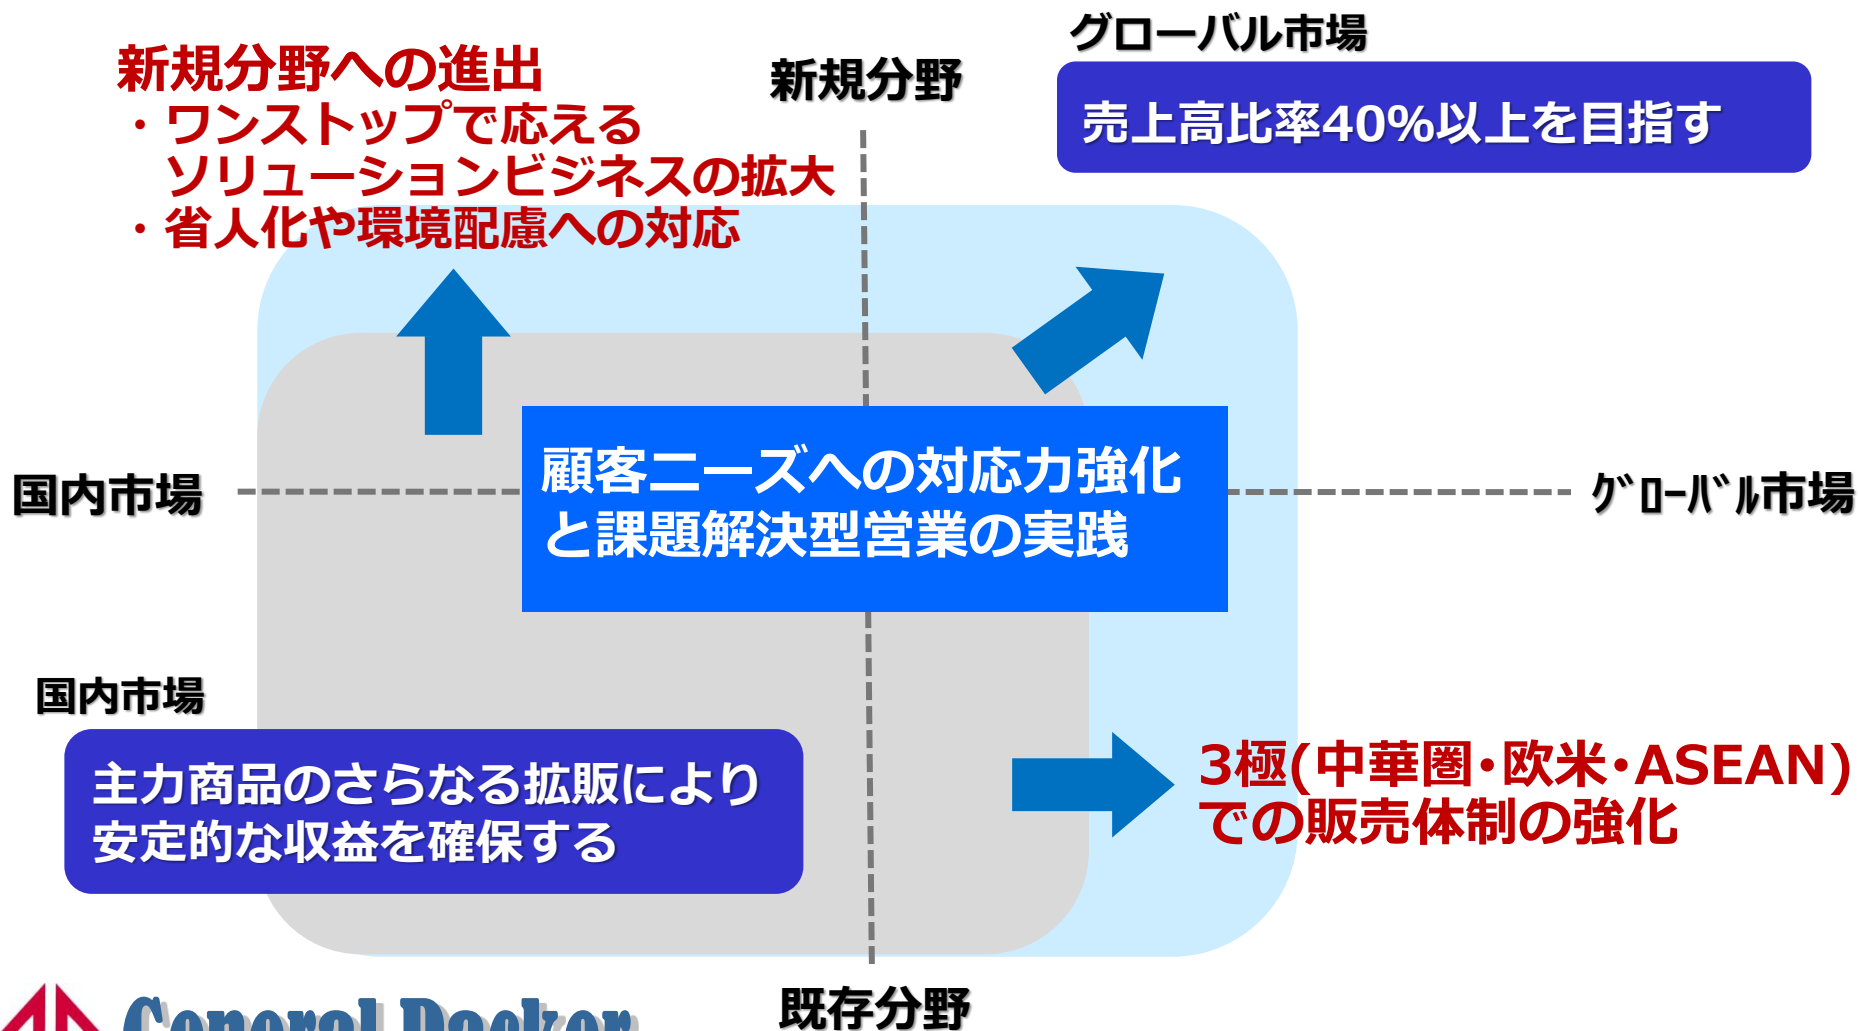 グローバル市場
新規分野への進出
・ワンストップで応える
ソリューションビジネスの拡大
・省人化や環境配慮への対応
新規分野
売上高比率40%以上を目指す
顧客ニーズへの対応力強化
と課題解決型営業の実践
国内市場
ｸﾞﾛｰﾊﾞﾙ市場
国内市場
主力商品のさらなる拡販により
安定的な収益を確保する
3極(中華圏・欧米・ASEAN)
での販売体制の強化
既存分野
General Packer